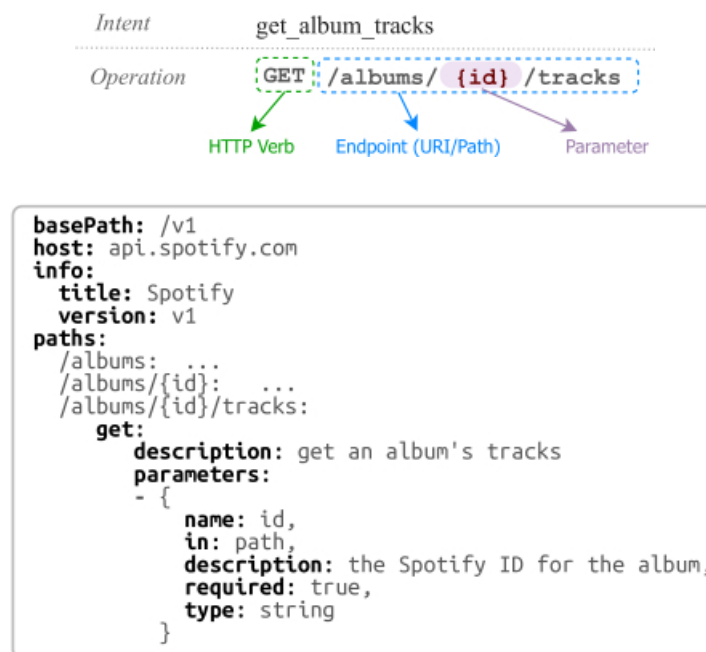 Intent get_album_tracks
Operation GET /albums/ {id} /tracks
HTTP Verb Endpoint (URI/Path) Parameter
basePath: /v1
host: api.spotify.com
info:
title: Spotify
version: v1
paths:
/albums: ...
/albums/{id}: ...
/albums/{id}/tracks:
get:
description: get an album's tracks
parameters:
- {
name: id,
in: path,
description: the Spotify ID for the album,
required: true,
type: string
}